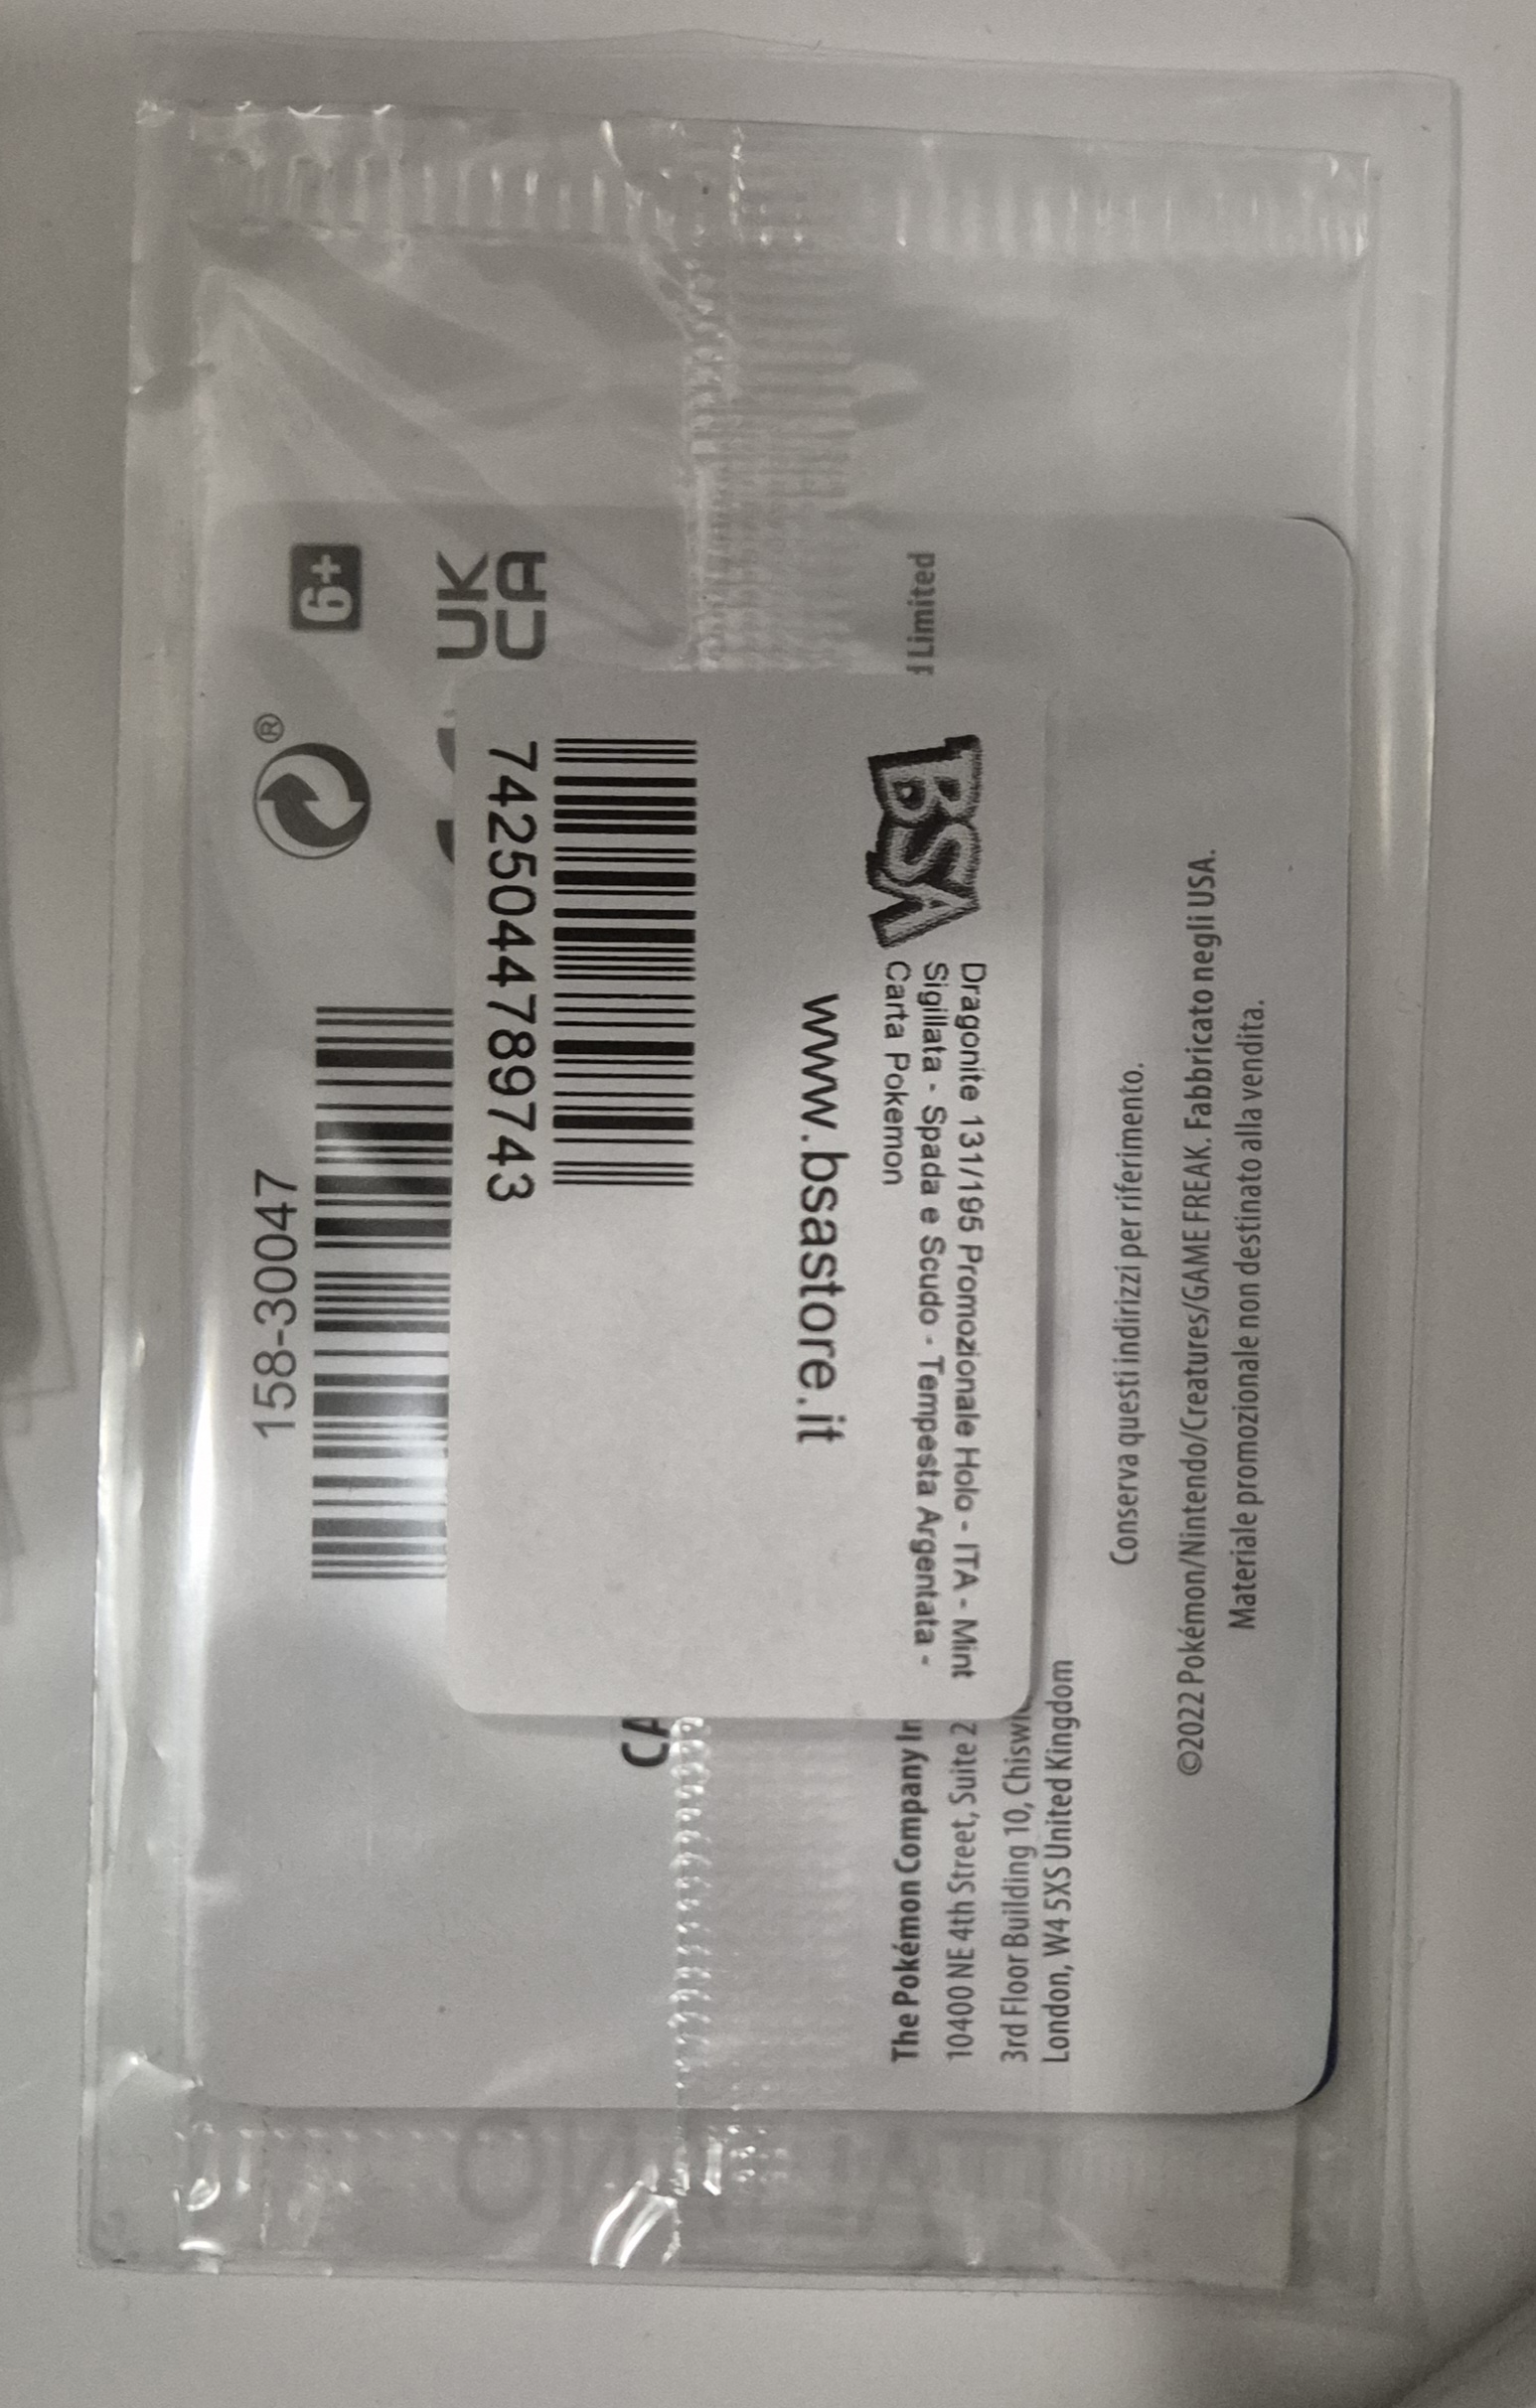 6+
UK
CA
®
158-30047
7425044789743
www.bsastore.it
BSA
Dragonite 131/195 Promozionale Holo - ITA - Mint
Sigillata - Spada e Scudo - Tempesta Argentata -
Carta Pokemon
CA
d Limited
The Pokémon Company In
10400 NE 4th Street, Suite 2
3rd Floor Building 10, Chiswi
London, W4 5XS United Kingdom
Conserva questi indirizzi per riferimento.
©2022 Pokémon/Nintendo/Creatures/GAME FREAK. Fabbricato negli USA.
Materiale promozionale non destinato alla vendita.
ITALIANO